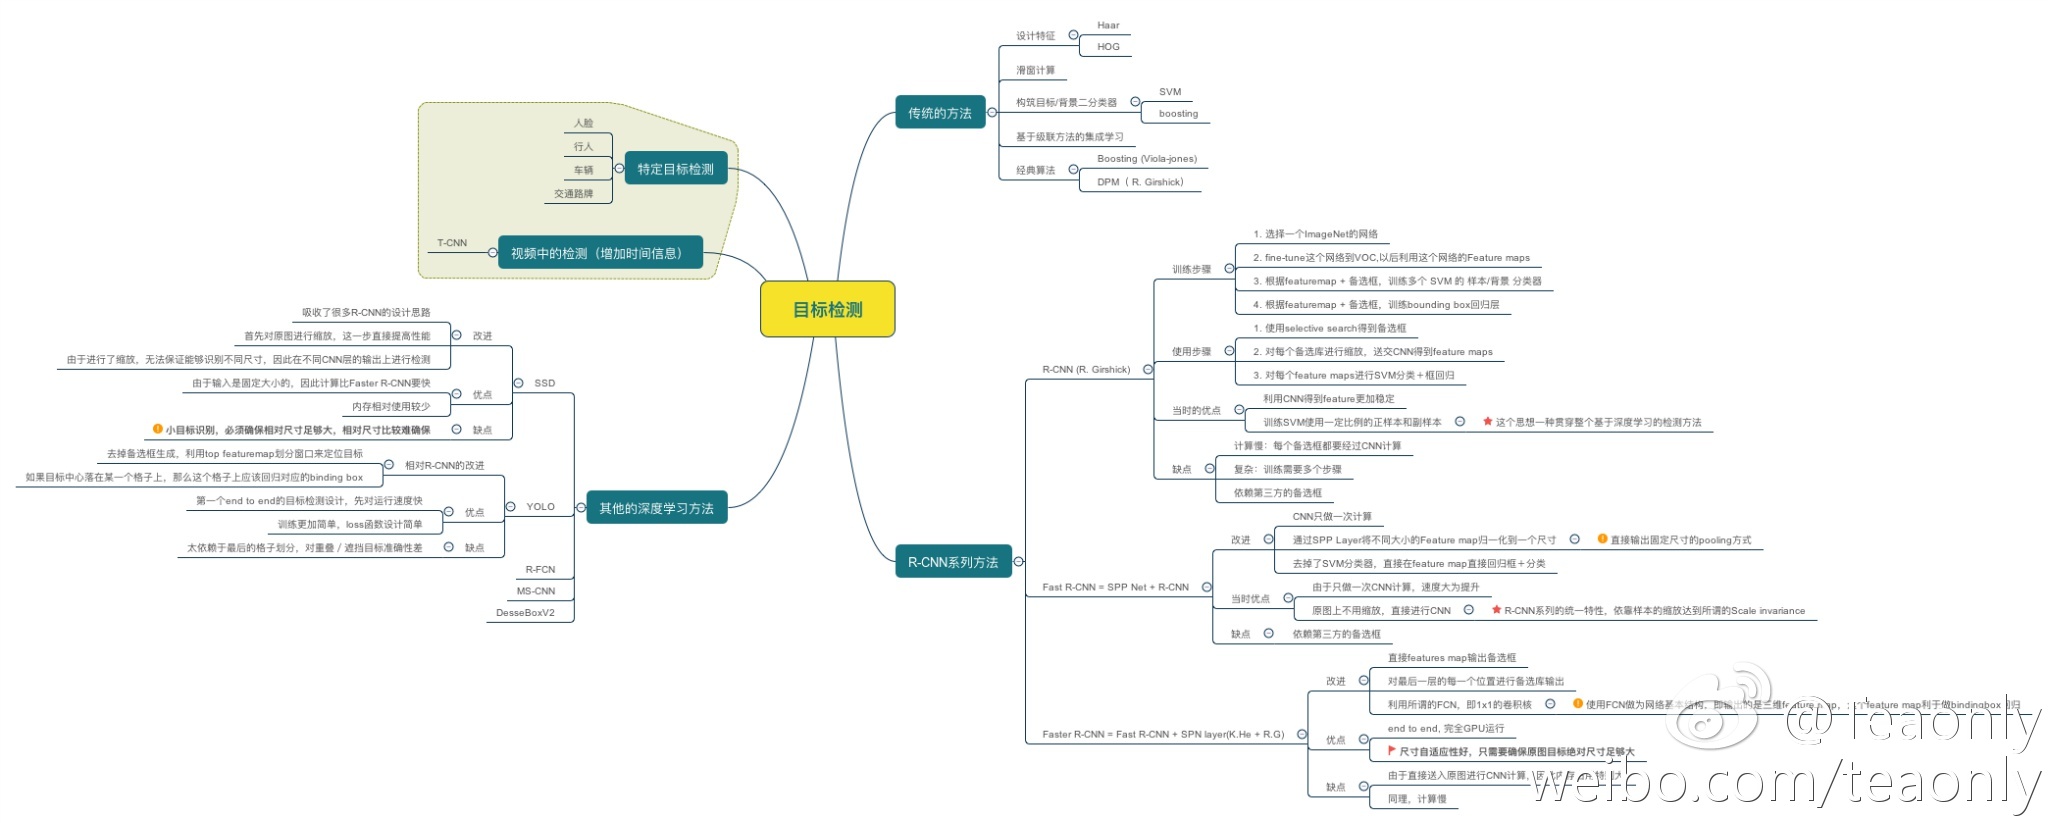 目标检测
传统的方法
设计特征
Haar
HOG
滑窗计算
构筑目标/背景二分类器
SVM
boosting
基于级联方法的集成学习
经典算法
Boosting (Viola-jones)
DPM（ R. Girshick）
R-CNN系列方法
R-CNN (R. Girshick)
训练步骤
1. 选择一个ImageNet的网络
2. fine-tune这个网络到VOC,以后利用这个网络的Feature maps
3. 根据featuremap + 备选框，训练多个 SVM 的 样本/背景 分类器
4. 根据featuremap + 备选框，训练bounding box回归层
使用步骤
1. 使用selective search得到备选框
2. 对每个备选库进行缩放，送交CNN得到feature maps
3. 对每个feature maps进行SVM分类＋框回归
当时的优点
利用CNN得到feature更加稳定
训练SVM使用一定比例的正样本和副样本
这个思想一种贯穿整个基于深度学习的检测方法
缺点
计算慢：每个备选框都要经过CNN计算
复杂：训练需要多个步骤
依赖第三方的备选框
Fast R-CNN = SPP Net + R-CNN
改进
CNN只做一次计算
通过SPP Layer将不同大小的Feature map归一化到一个尺寸
直接输出固定尺寸的pooling方式
去掉了SVM分类器，直接在feature map直接回归框＋分类
当时优点
由于只做一次CNN计算，速度大为提升
原图上不用缩放，直接进行CNN
R-CNN系列的统一特性，依靠样本的缩放达到所谓的Scale invariance
缺点
依赖第三方的备选框
Faster R-CNN = Fast R-CNN + SPN layer(K.He + R.G)
改进
直接features map输出备选框
对最后一层的每一个位置进行备选库输出
利用所谓的FCN，即1x1的卷积核
使用FCN做为网络基本结构，即输出的是三维feature map，个feature map利于做bindingbox 回归
优点
end to end, 完全GPU运行
尺寸自适应性好，只需要确保原图目标绝对尺寸足够大
缺点
由于直接送入原图进行CNN计算，
同理，计算慢
特定目标检测
人脸
行人
车辆
交通路牌
视频中的检测（增加时间信息）
T-CNN
其他的深度学习方法
SSD
改进
吸收了很多R-CNN的设计思路
首先对原图进行缩放，这一步直接提高性能
由于进行了缩放，无法保证能够识别不同尺寸，因此在不同CNN层的输出上进行检测
优点
由于输入是固定大小的，因此计算比Faster R-CNN要快
内存相对使用较少
缺点
小目标识别，必须确保相对尺寸足够大，相对尺寸比较难确保
YOLO
相对R-CNN的改进
去掉备选框生成，利用top featuremap划分窗口来定位目标
如果目标中心落在某一个格子上，那么这个格子上应该回归对应的binding box
优点
第一个end to end的目标检测设计，先对运行速度快
训练更加简单，loss函数设计简单
缺点
太依赖于最后的格子划分，对重叠 / 遮挡目标准确性差
R-FCN
MS-CNN
DesseBoxV2
@teaonly
weibo.com/teaonly